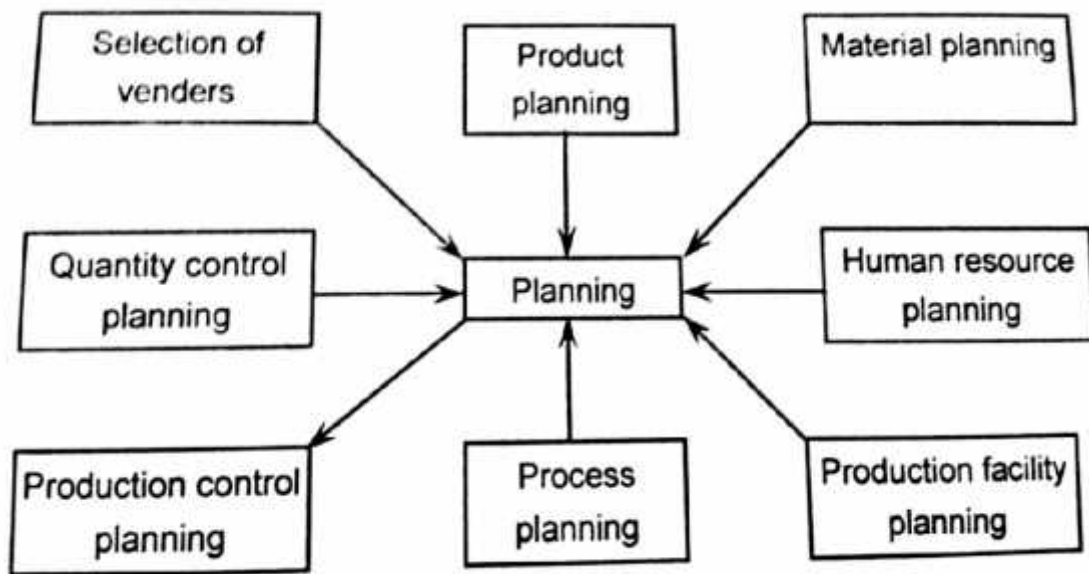 Selection of
venders
Product
planning
Material planning
Quantity control
planning
Planning
Human resource
planning
Production control
planning
Process
planning
Production facility
planning